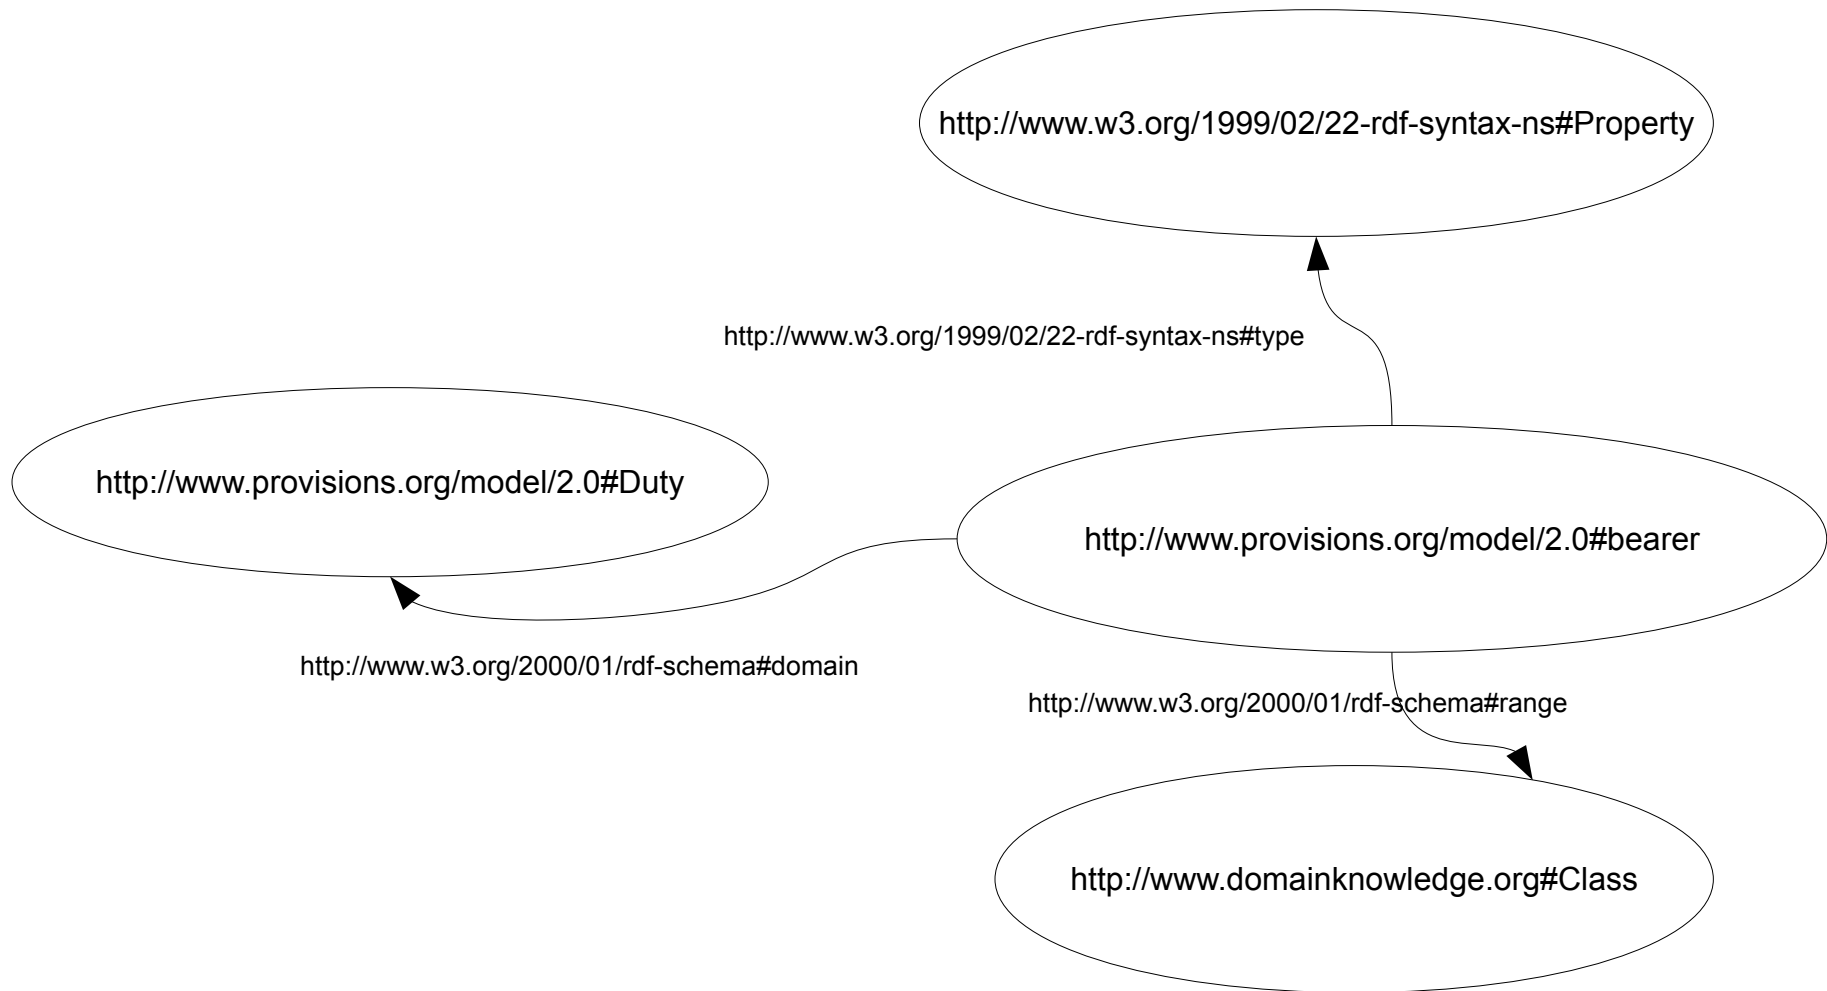 http://www.w3.org/1999/02/22-rdf-syntax-ns#Property
http://www.w3.org/1999/02/22-rdf-syntax-ns#type
http://www.provisions.org/model/2.0#Duty
http://www.provisions.org/model/2.0#bearer
http://www.w3.org/2000/01/rdf-schema#domain
http://www.w3.org/2000/01/rdf-schema#range
http://www.domainknowledge.org#Class